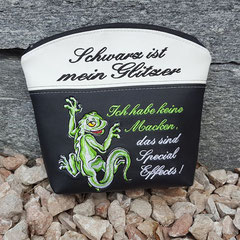 Schwarz ist
mein Glitzer
Ich habe keine
Macken,
das sind
Special
Effects!